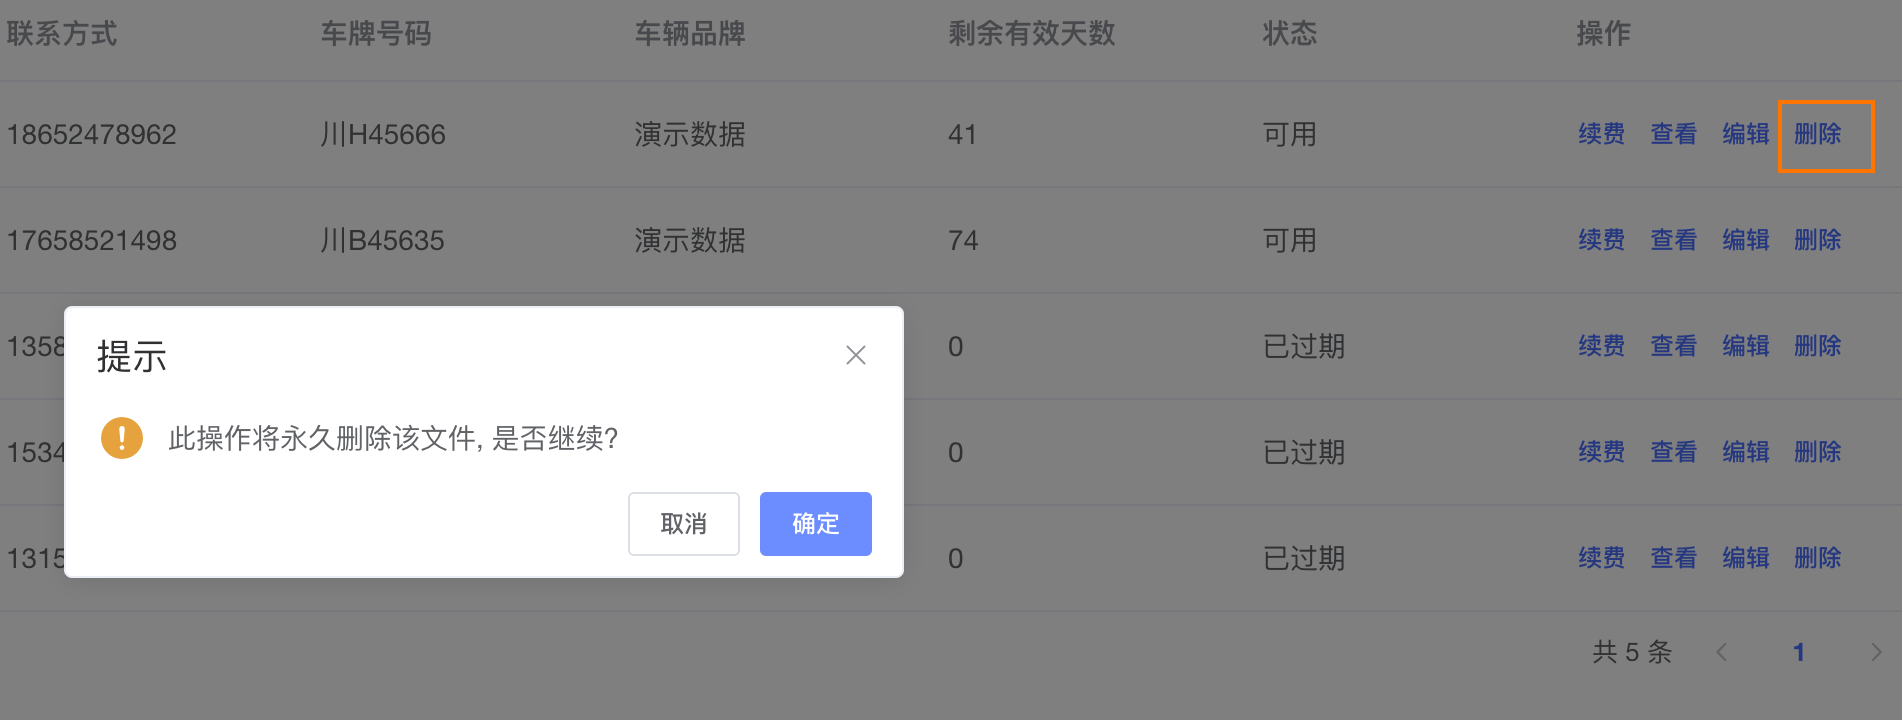 联系方式 车牌号码 车辆品牌 剩余有效天数 状态 操作
18652478962 川H45666 演示数据 41 可用 续费 查看 编辑 删除
17658521498 川B45635 演示数据 74 可用 续费 查看 编辑 删除
1358 0 已过期 续费 查看 编辑 删除
提示
此操作将永久删除该文件, 是否继续?
1534 0 已过期 续费 查看 编辑 删除
取消 确定
1315 0 已过期 续费 查看 编辑 删除
共 5 条 1